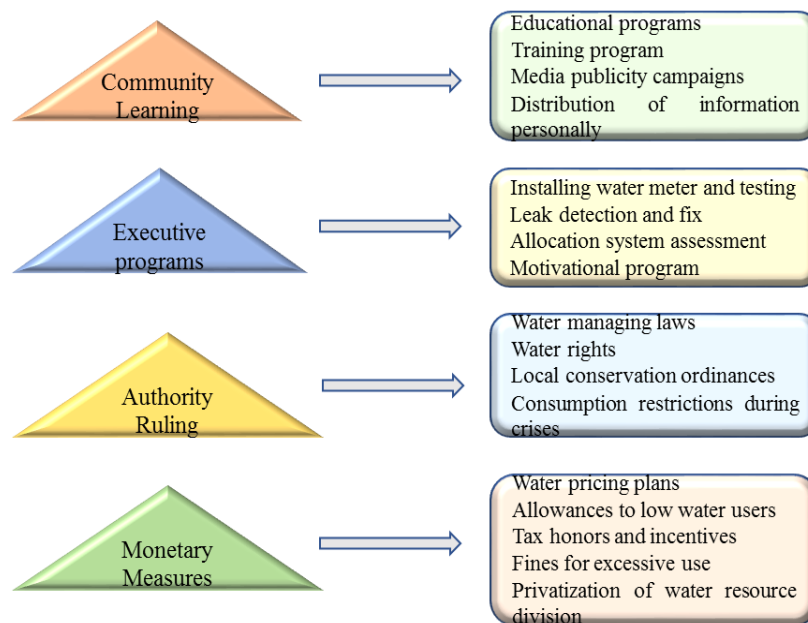 Community
Learning
Educational programs
Training program
Media publicity campaigns
Distribution of information
personally
Executive
programs
Installing water meter and testing
Leak detection and fix
Allocation system assessment
Motivational program
Authority
Ruling
Water managing laws
Water rights
Local conservation ordinances
Consumption restrictions during
crises
Monetary
Measures
Water pricing plans
Allowances to low water users
Tax honors and incentives
Fines for excessive use
Privatization of water resource
division